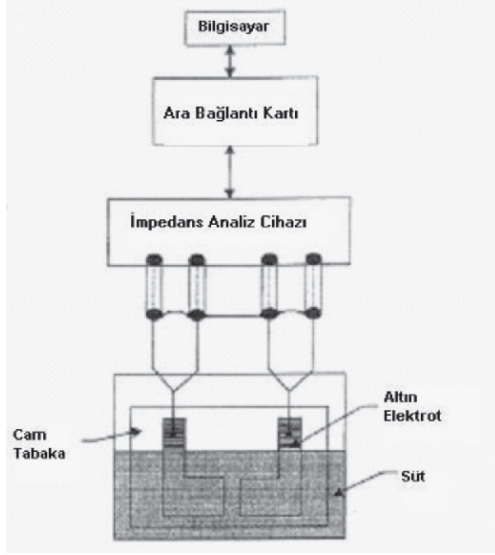 Bilgisayar
Ara Bağlantı Kartı
İmpedans Analiz Cihazı
Altın
Elektrot
Cam
Tabaka
Süt